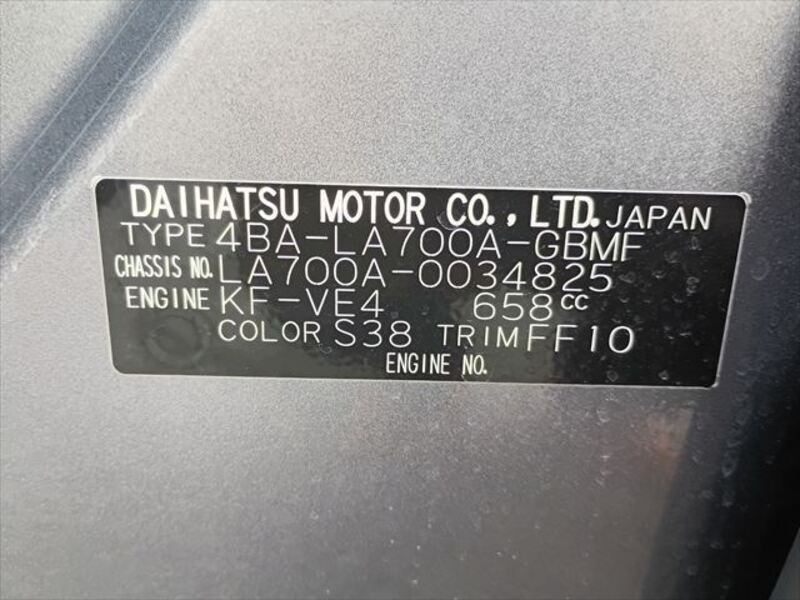 DAIHATSU MOTOR CO., LTD. JAPAN
TYPE 4BA-LA700A-GBMF
CHASSIS NO. LA700A-0034825
ENGINE KF-VE4 658cc
COLOR S38 TRIM FF10
ENGINE NO.